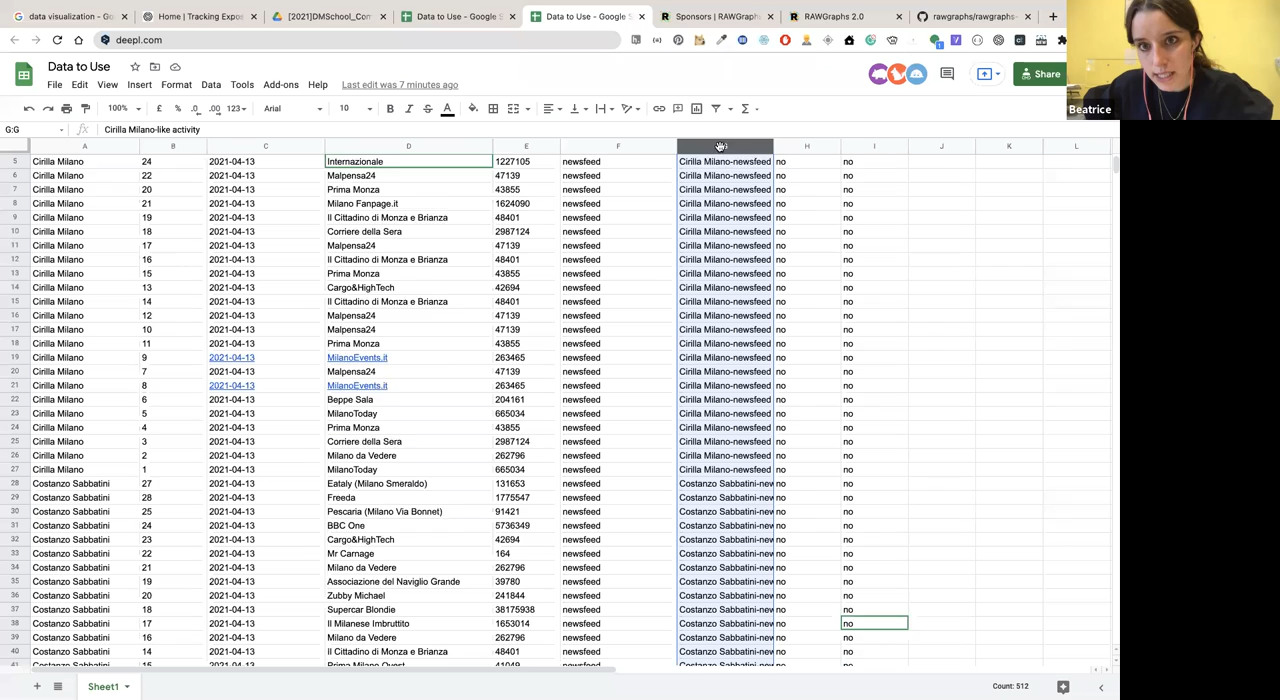 data visualization - Go
Home | Tracking Expos
[2021]DMSchool_Com
Data to Use - Google S
Data to Use - Google S
Sponsors | RAWGraphs
RAWGraphs 2.0
rawgraphs/rawgraphs-
deepl.com
Data to Use
File Edit View Insert Format Data Tools Add-ons Help Last edit was 7 minutes ago
Share
Beatrice
100% £ % .0 .00 123 Arial 10 B I S A
G:G fx Cirilla Milano-like activity
A B C D E F H I J K L
5 Cirilla Milano 24 2021-04-13 Internazionale 1227105 newsfeed Cirilla Milano-newsfeed no no
6 Cirilla Milano 22 2021-04-13 Malpensa24 47139 newsfeed Cirilla Milano-newsfeed no no
7 Cirilla Milano 20 2021-04-13 Prima Monza 43855 newsfeed Cirilla Milano-newsfeed no no
8 Cirilla Milano 21 2021-04-13 Milano Fanpage.it 1624090 newsfeed Cirilla Milano-newsfeed no no
9 Cirilla Milano 19 2021-04-13 Il Cittadino di Monza e Brianza 48401 newsfeed Cirilla Milano-newsfeed no no
10 Cirilla Milano 18 2021-04-13 Corriere della Sera 2987124 newsfeed Cirilla Milano-newsfeed no no
11 Cirilla Milano 17 2021-04-13 Malpensa24 47139 newsfeed Cirilla Milano-newsfeed no no
12 Cirilla Milano 16 2021-04-13 Il Cittadino di Monza e Brianza 48401 newsfeed Cirilla Milano-newsfeed no no
13 Cirilla Milano 15 2021-04-13 Prima Monza 43855 newsfeed Cirilla Milano-newsfeed no no
14 Cirilla Milano 13 2021-04-13 Cargo&HighTech 42694 newsfeed Cirilla Milano-newsfeed no no
15 Cirilla Milano 14 2021-04-13 Il Cittadino di Monza e Brianza 48401 newsfeed Cirilla Milano-newsfeed no no
16 Cirilla Milano 12 2021-04-13 Malpensa24 47139 newsfeed Cirilla Milano-newsfeed no no
17 Cirilla Milano 10 2021-04-13 Malpensa24 47139 newsfeed Cirilla Milano-newsfeed no no
18 Cirilla Milano 11 2021-04-13 Prima Monza 43855 newsfeed Cirilla Milano-newsfeed no no
19 Cirilla Milano 9 2021-04-13 MilanoEvents.it 263465 newsfeed Cirilla Milano-newsfeed no no
20 Cirilla Milano 7 2021-04-13 Malpensa24 47139 newsfeed Cirilla Milano-newsfeed no no
21 Cirilla Milano 8 2021-04-13 MilanoEvents.it 263465 newsfeed Cirilla Milano-newsfeed no no
22 Cirilla Milano 6 2021-04-13 Beppe Sala 204161 newsfeed Cirilla Milano-newsfeed no no
23 Cirilla Milano 5 2021-04-13 MilanoToday 665034 newsfeed Cirilla Milano-newsfeed no no
24 Cirilla Milano 4 2021-04-13 Prima Monza 43855 newsfeed Cirilla Milano-newsfeed no no
25 Cirilla Milano 3 2021-04-13 Corriere della Sera 2987124 newsfeed Cirilla Milano-newsfeed no no
26 Cirilla Milano 2 2021-04-13 Milano da Vedere 262796 newsfeed Cirilla Milano-newsfeed no no
27 Cirilla Milano 1 2021-04-13 MilanoToday 665034 newsfeed Cirilla Milano-newsfeed no no
28 Costanzo Sabbatini 27 2021-04-13 Eataly (Milano Smeraldo) 131653 newsfeed Costanzo Sabbatini-new no no
29 Costanzo Sabbatini 28 2021-04-13 Freeda 1775547 newsfeed Costanzo Sabbatini-new no no
30 Costanzo Sabbatini 25 2021-04-13 Pescaria (Milano Via Bonnet) 91421 newsfeed Costanzo Sabbatini-new no no
31 Costanzo Sabbatini 24 2021-04-13 BBC One 5736349 newsfeed Costanzo Sabbatini-new no no
32 Costanzo Sabbatini 23 2021-04-13 Cargo&HighTech 42694 newsfeed Costanzo Sabbatini-new no no
33 Costanzo Sabbatini 22 2021-04-13 Mr Carnage 164 newsfeed Costanzo Sabbatini-new no no
34 Costanzo Sabbatini 21 2021-04-13 Milano da Vedere 262796 newsfeed Costanzo Sabbatini-new no no
35 Costanzo Sabbatini 19 2021-04-13 Associazione del Naviglio Grande 39780 newsfeed Costanzo Sabbatini-new no no
36 Costanzo Sabbatini 20 2021-04-13 Zubby Michael 241844 newsfeed Costanzo Sabbatini-new no no
37 Costanzo Sabbatini 18 2021-04-13 Supercar Blondie 38175938 newsfeed Costanzo Sabbatini-new no no
38 Costanzo Sabbatini 17 2021-04-13 Il Milanese Imbruttito 1653014 newsfeed Costanzo Sabbatini-new no no
39 Costanzo Sabbatini 16 2021-04-13 Milano da Vedere 262796 newsfeed Costanzo Sabbatini-new no no
40 Costanzo Sabbatini 14 2021-04-13 Il Cittadino di Monza e Brianza 48401 newsfeed Costanzo Sabbatini-new no no
41 Costanzo Sabbatini 15 2021-04-13 Prima Milano Ovest 41049 newsfeed Costanzo Sabbatini-new no no
Sheet1 Count: 512